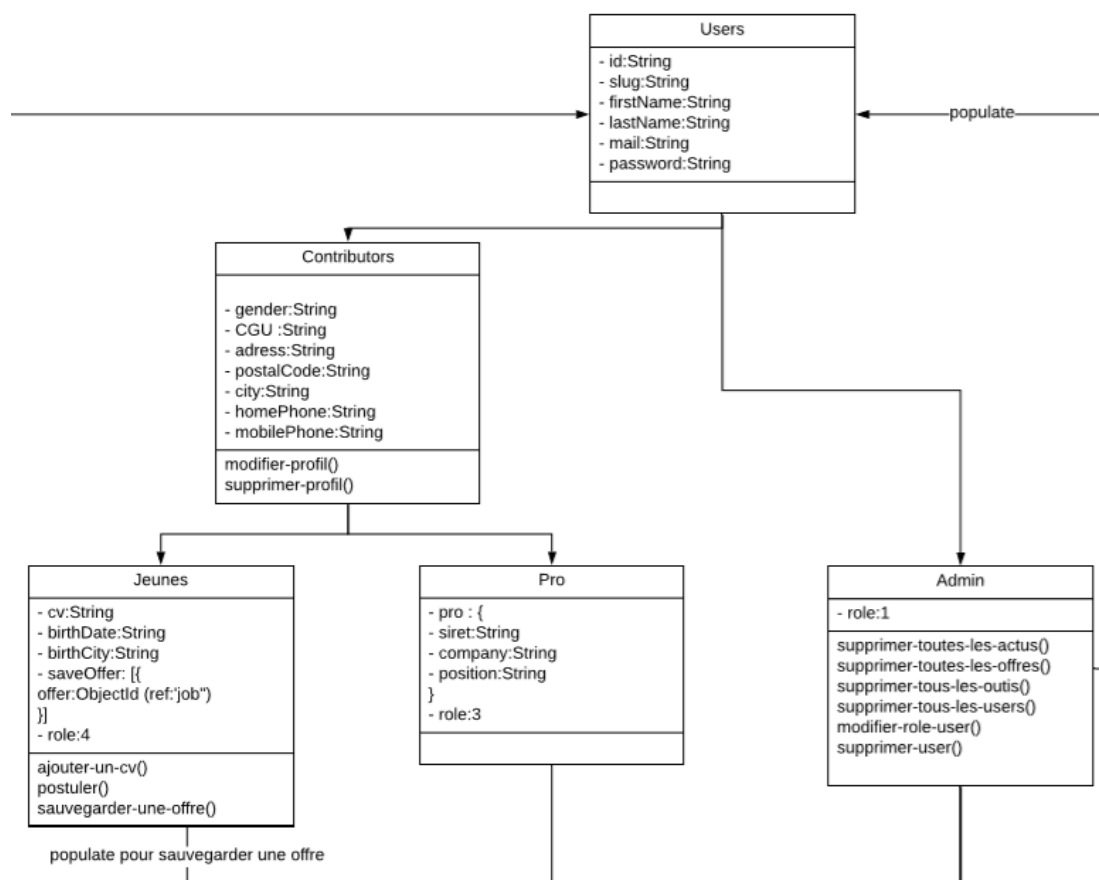 Users
- id:String
- slug:String
- firstName:String
- lastName:String
- mail:String
- password:String
populate
Contributors
- gender:String
- CGU :String
- adress:String
- postalCode:String
- city:String
- homePhone:String
- mobilePhone:String
modifier-profil()
supprimer-profil()
Jeunes
- cv:String
- birthDate:String
- birthCity:String
- saveOffer: [{
offer:ObjectId (ref:'job")
}]
- role:4
ajouter-un-cv()
postuler()
sauvegarder-une-offre()
populate pour sauvegarder une offre
Pro
- pro : {
- siret:String
- company:String
- position:String
}
- role:3
Admin
- role:1
supprimer-toutes-les-actus()
supprimer-toutes-les-offres()
supprimer-tous-les-outis()
supprimer-tous-les-users()
modifier-role-user()
supprimer-user()